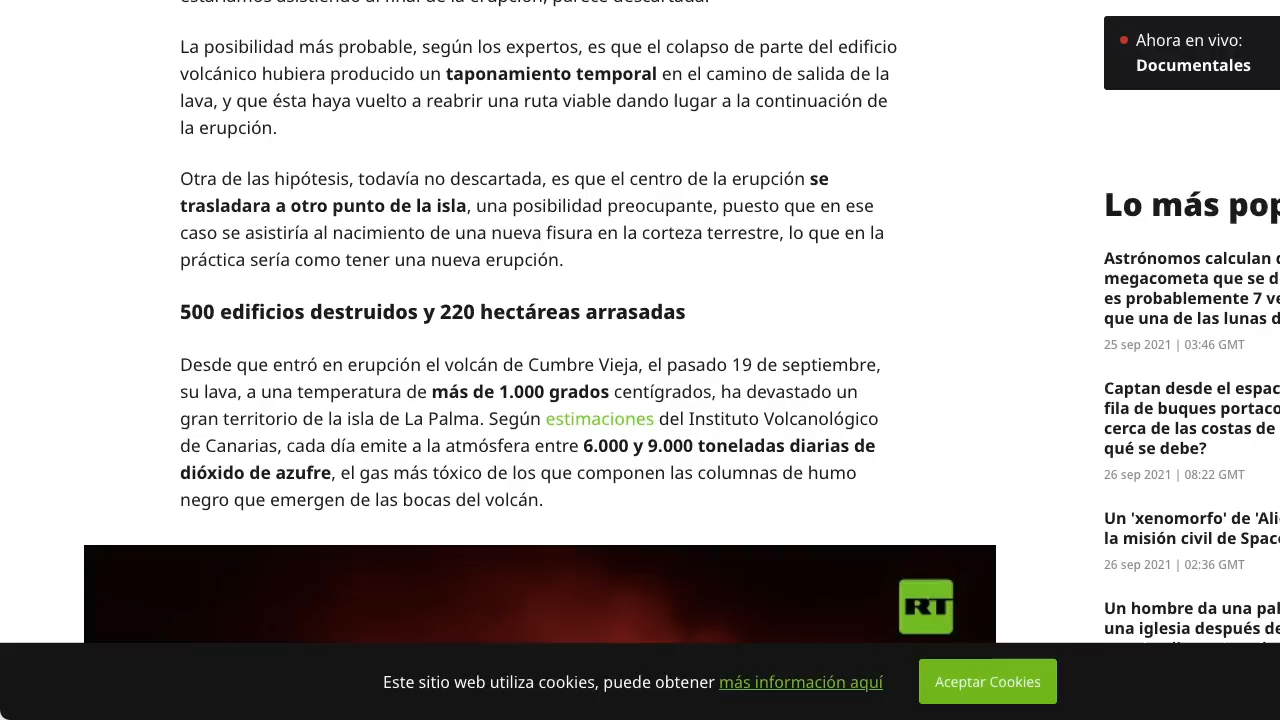 La posibilidad más probable, según los expertos, es que el colapso de parte del edificio
volcánico hubiera producido un taponamiento temporal en el camino de salida de la
lava, y que ésta haya vuelto a reabrir una ruta viable dando lugar a la continuación de
la erupción.
Otra de las hipótesis, todavía no descartada, es que el centro de la erupción se
trasladara a otro punto de la isla, una posibilidad preocupante, puesto que en ese
caso se asistiría al nacimiento de una nueva fisura en la corteza terrestre, lo que en la
práctica sería como tener una nueva erupción.
500 edificios destruidos y 220 hectáreas arrasadas
Desde que entró en erupción el volcán de Cumbre Vieja, el pasado 19 de septiembre,
su lava, a una temperatura de más de 1.000 grados centígrados, ha devastado un
gran territorio de la isla de La Palma. Según estimaciones del Instituto Volcanológico
de Canarias, cada día emite a la atmósfera entre 6.000 y 9.000 toneladas diarias de
dióxido de azufre, el gas más tóxico de los que componen las columnas de humo
negro que emergen de las bocas del volcán.
RT
Ahora en vivo:
Documentales
Lo más
Astrónomos calculan
megacometa que se
es probablemente 7
que una de las lunas
25 sep 2021 | 03:46 GMT
Captan desde el
fila de buques
cerca de las costas de
qué se debe?
26 sep 2021 | 08:22 GMT
Un 'xenomorfo' de
la misión civil de
26 sep 2021 | 02:36 GMT
Un hombre da una
una iglesia después
Este sitio web utiliza cookies, puede obtener más información aquí
Aceptar Cookies